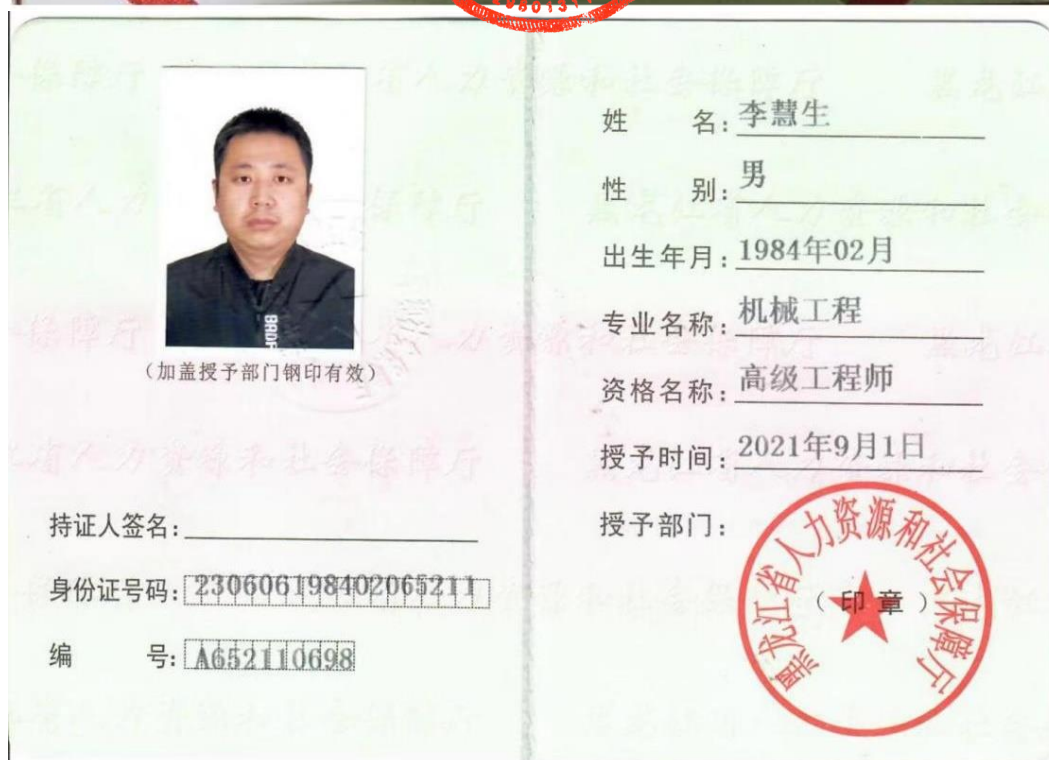 （加盖授予部门钢印有效）
持证人签名：
身份证号码：230606198402065211
编 号：A652110698
姓 名：李慧生
性 别：男
出生年月：1984年02月
专业名称：机械工程
资格名称：高级工程师
授予时间：2021年9月1日
授予部门：
（印章）
黑龙江省人力资源和社会保障厅